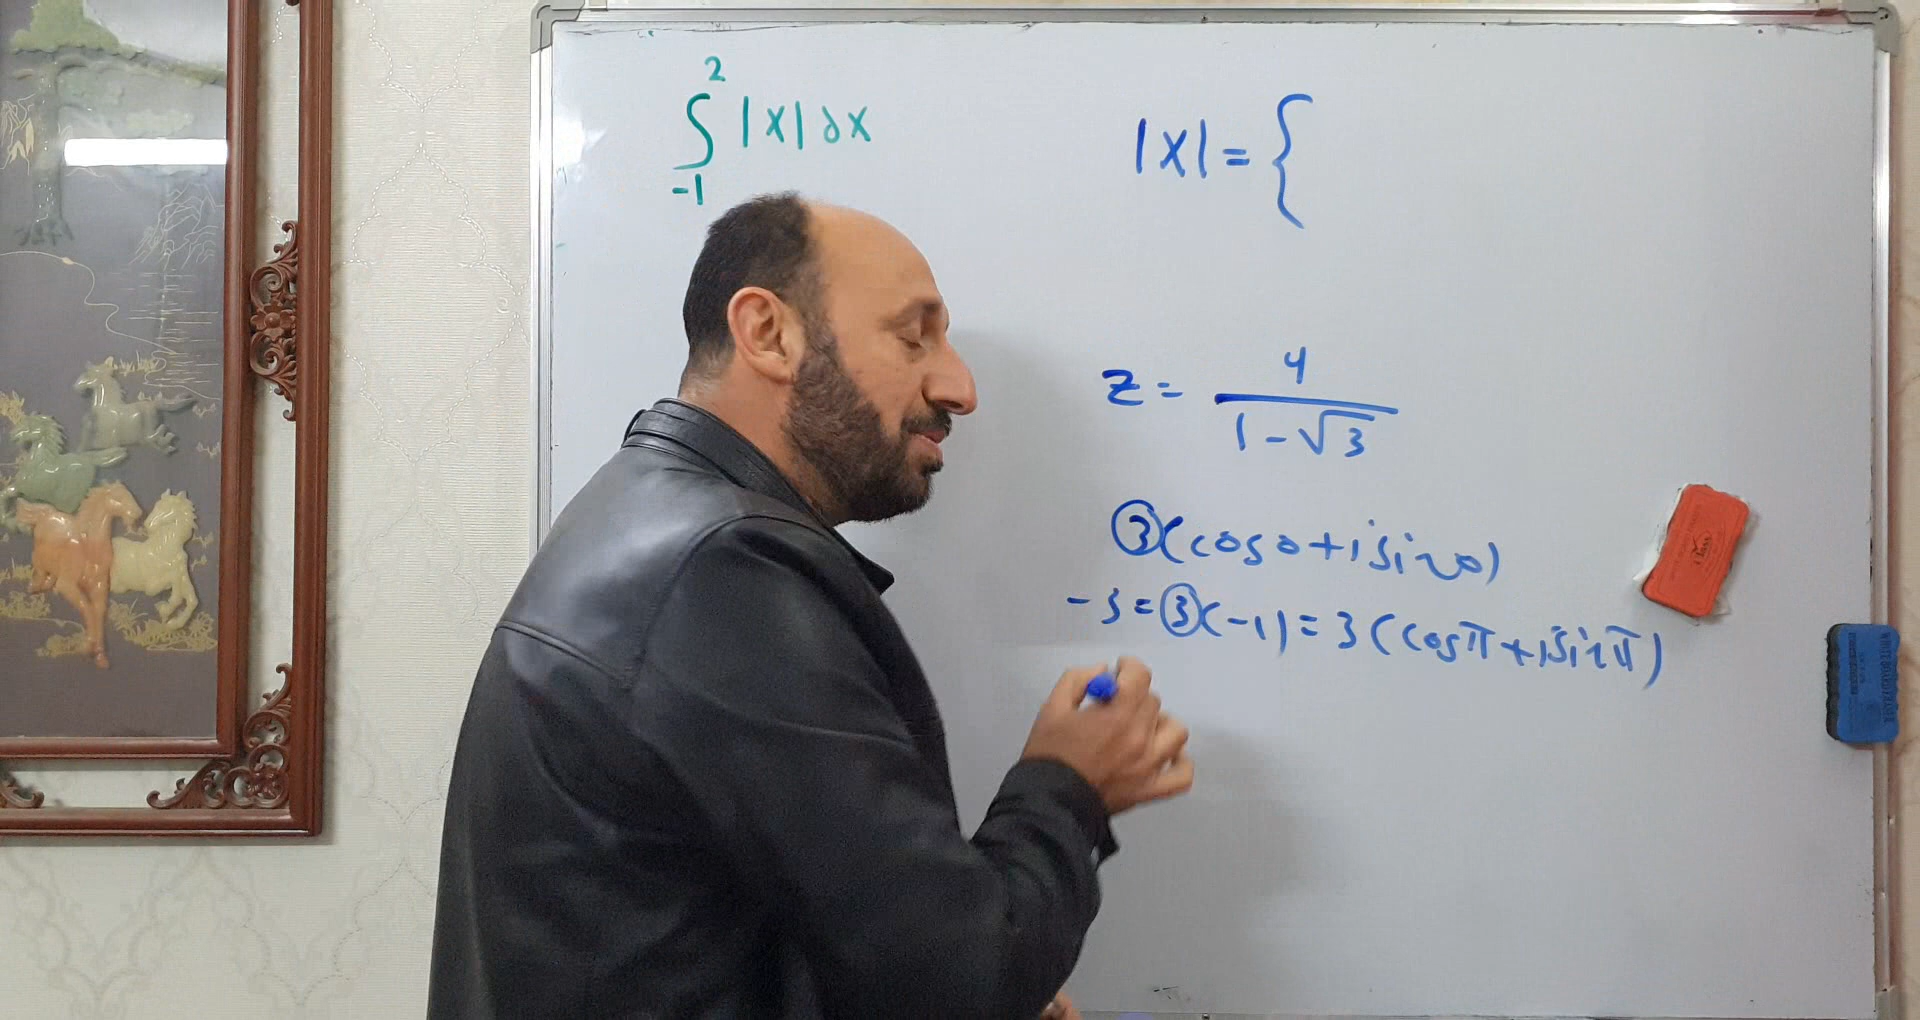 ∫₋₁² |x| dx
|x| = {
z = 4 / (1 - √3)
3(cos0 + i sin0)
-3 = 3(-1) = 3(cosπ + i sinπ)